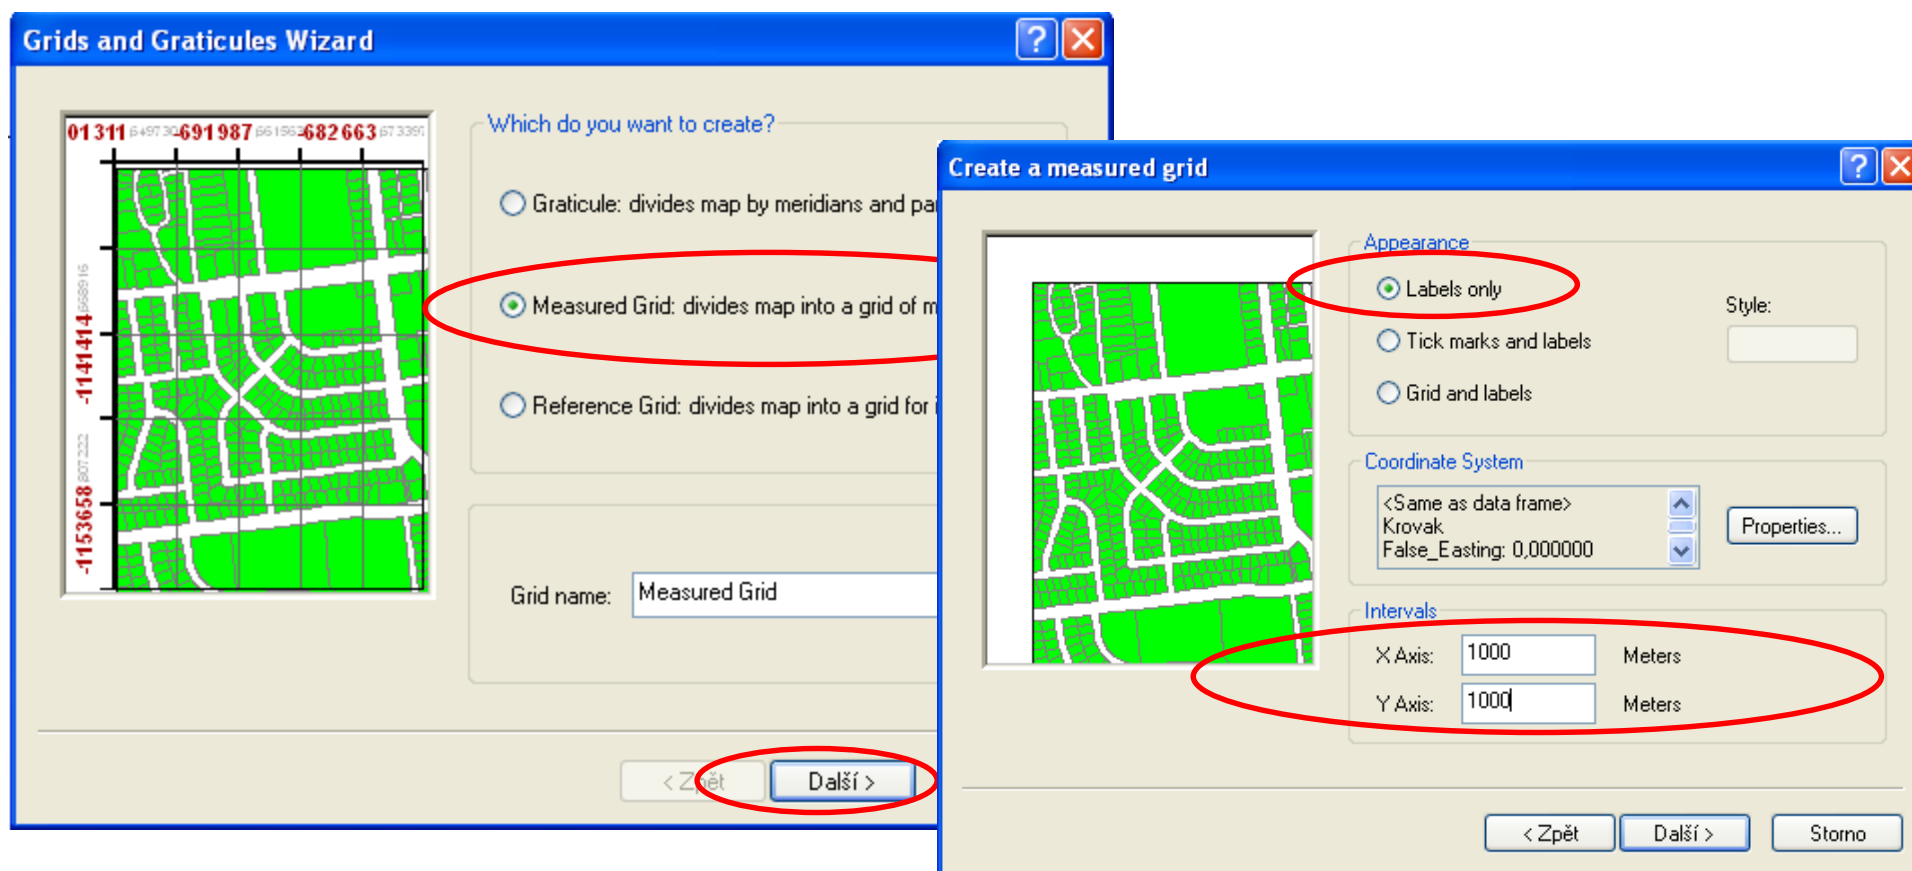 Grids and Graticules Wizard
01 311 -691 987 -682 663
-1141414
-1153658 807 222
Which do you want to create?
Graticule: divides map by meridians and pa
Measured Grid: divides map into a grid of m
Reference Grid: divides map into a grid for i
Grid name: Measured Grid
< Zpět Další >
Create a measured grid
Appearance
Labels only
Style:
Tick marks and labels
Grid and labels
Coordinate System
<Same as data frame>
Krovak
False_Easting: 0,000000
Properties...
Intervals
X Axis: 1000 Meters
Y Axis: 1000 Meters
< Zpět Další > Storno